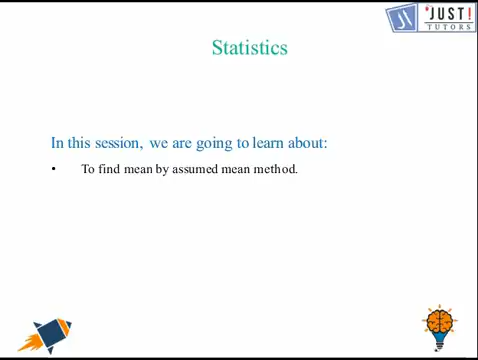 JUST!
TUTORS
Statistics
In this session, we are going to learn about:
• To find mean by assumed mean method.